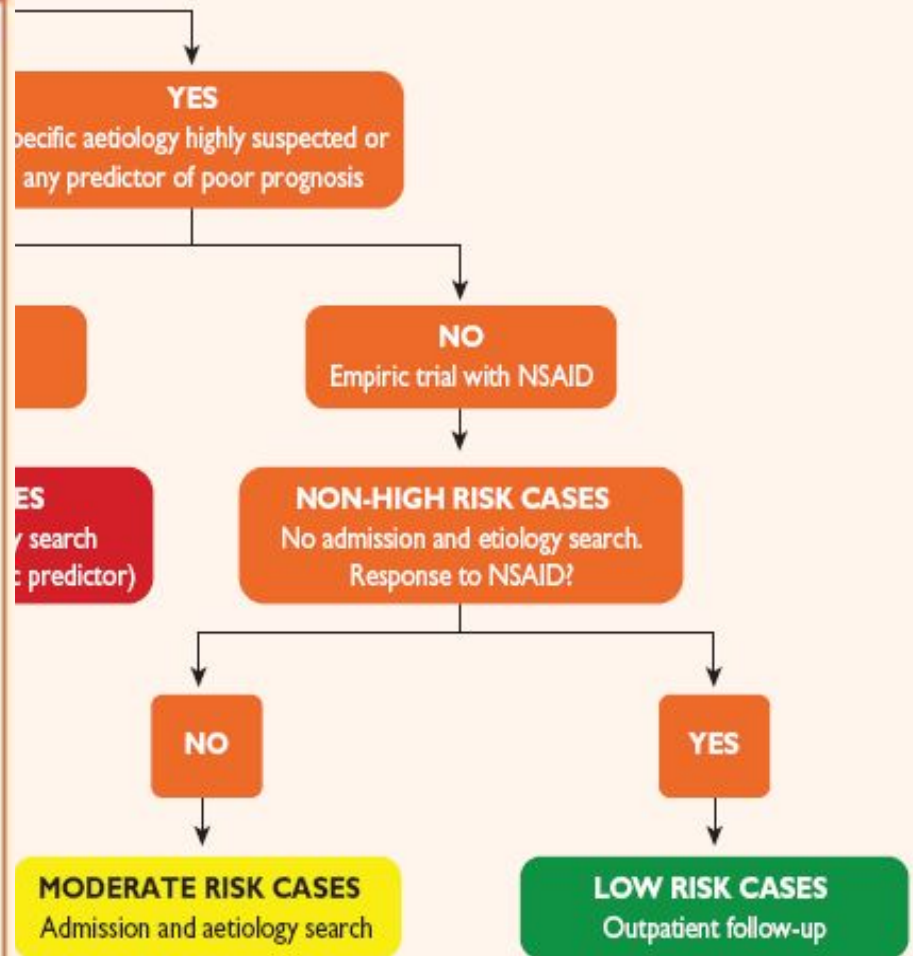 YES
pecific aetiology highly suspected or
any predictor of poor prognosis
NO
Empiric trial with NSAID
ES
y search
c predictor)
NON-HIGH RISK CASES
No admission and etiology search.
Response to NSAID?
NO
YES
MODERATE RISK CASES
Admission and aetiology search
LOW RISK CASES
Outpatient follow-up